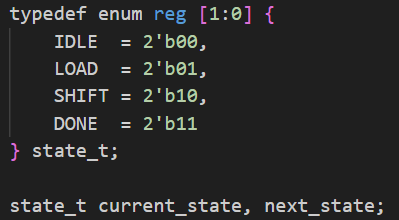 typedef enum reg [1:0] {
    IDLE  = 2'b00,
    LOAD  = 2'b01,
    SHIFT = 2'b10,
    DONE  = 2'b11
} state_t;

state_t current_state, next_state;